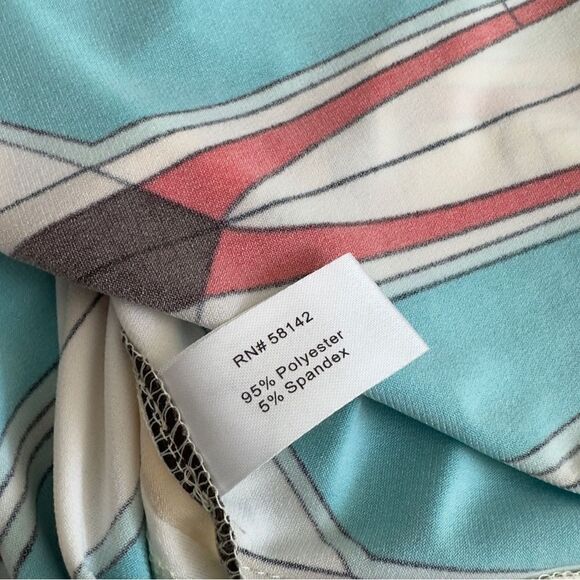 RN# 58142
95% Polyester
5% Spandex